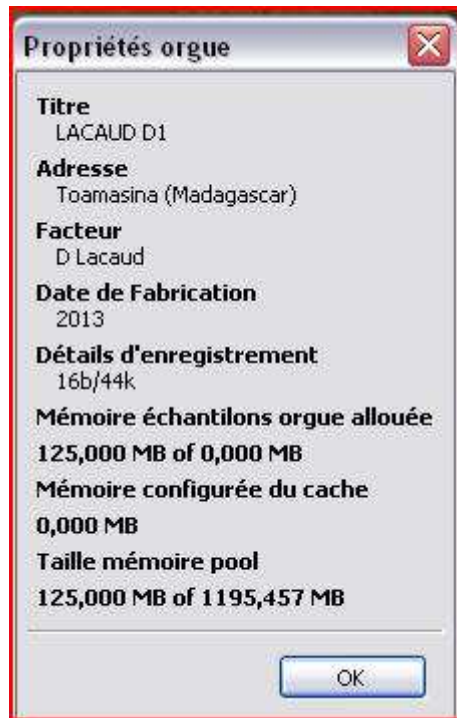 Propriétés orgue
Titre
LACAUD D1
Adresse
Toamasina (Madagascar)
Facteur
D Lacaud
Date de Fabrication
2013
Détails d'enregistrement
16b/44k
Mémoire échantilons orgue allouée
125,000 MB of 0,000 MB
Mémoire configurée du cache
0,000 MB
Taille mémoire pool
125,000 MB of 1195,457 MB
OK